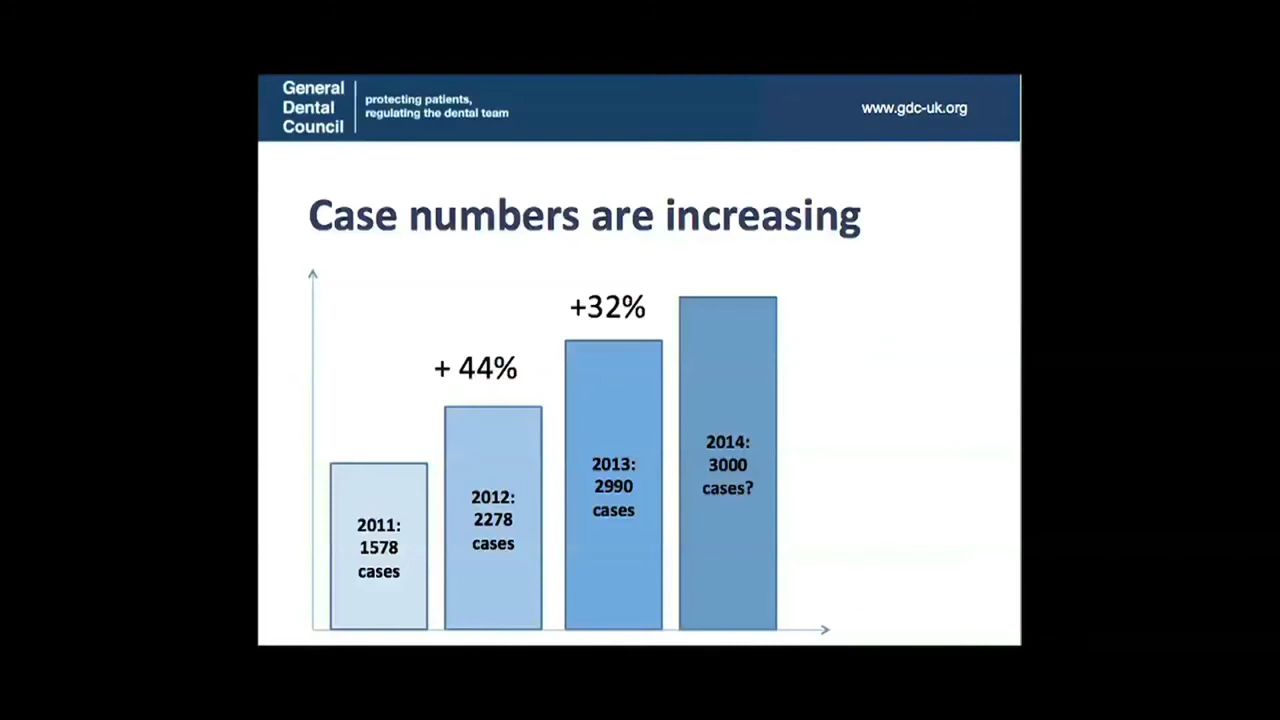 General
Dental
Council
protecting patients,
regulating the dental team
www.gdc-uk.org
Case numbers are increasing
+32%
+ 44%
2011:
1578
cases
2012:
2278
cases
2013:
2990
cases
2014:
3000
cases?